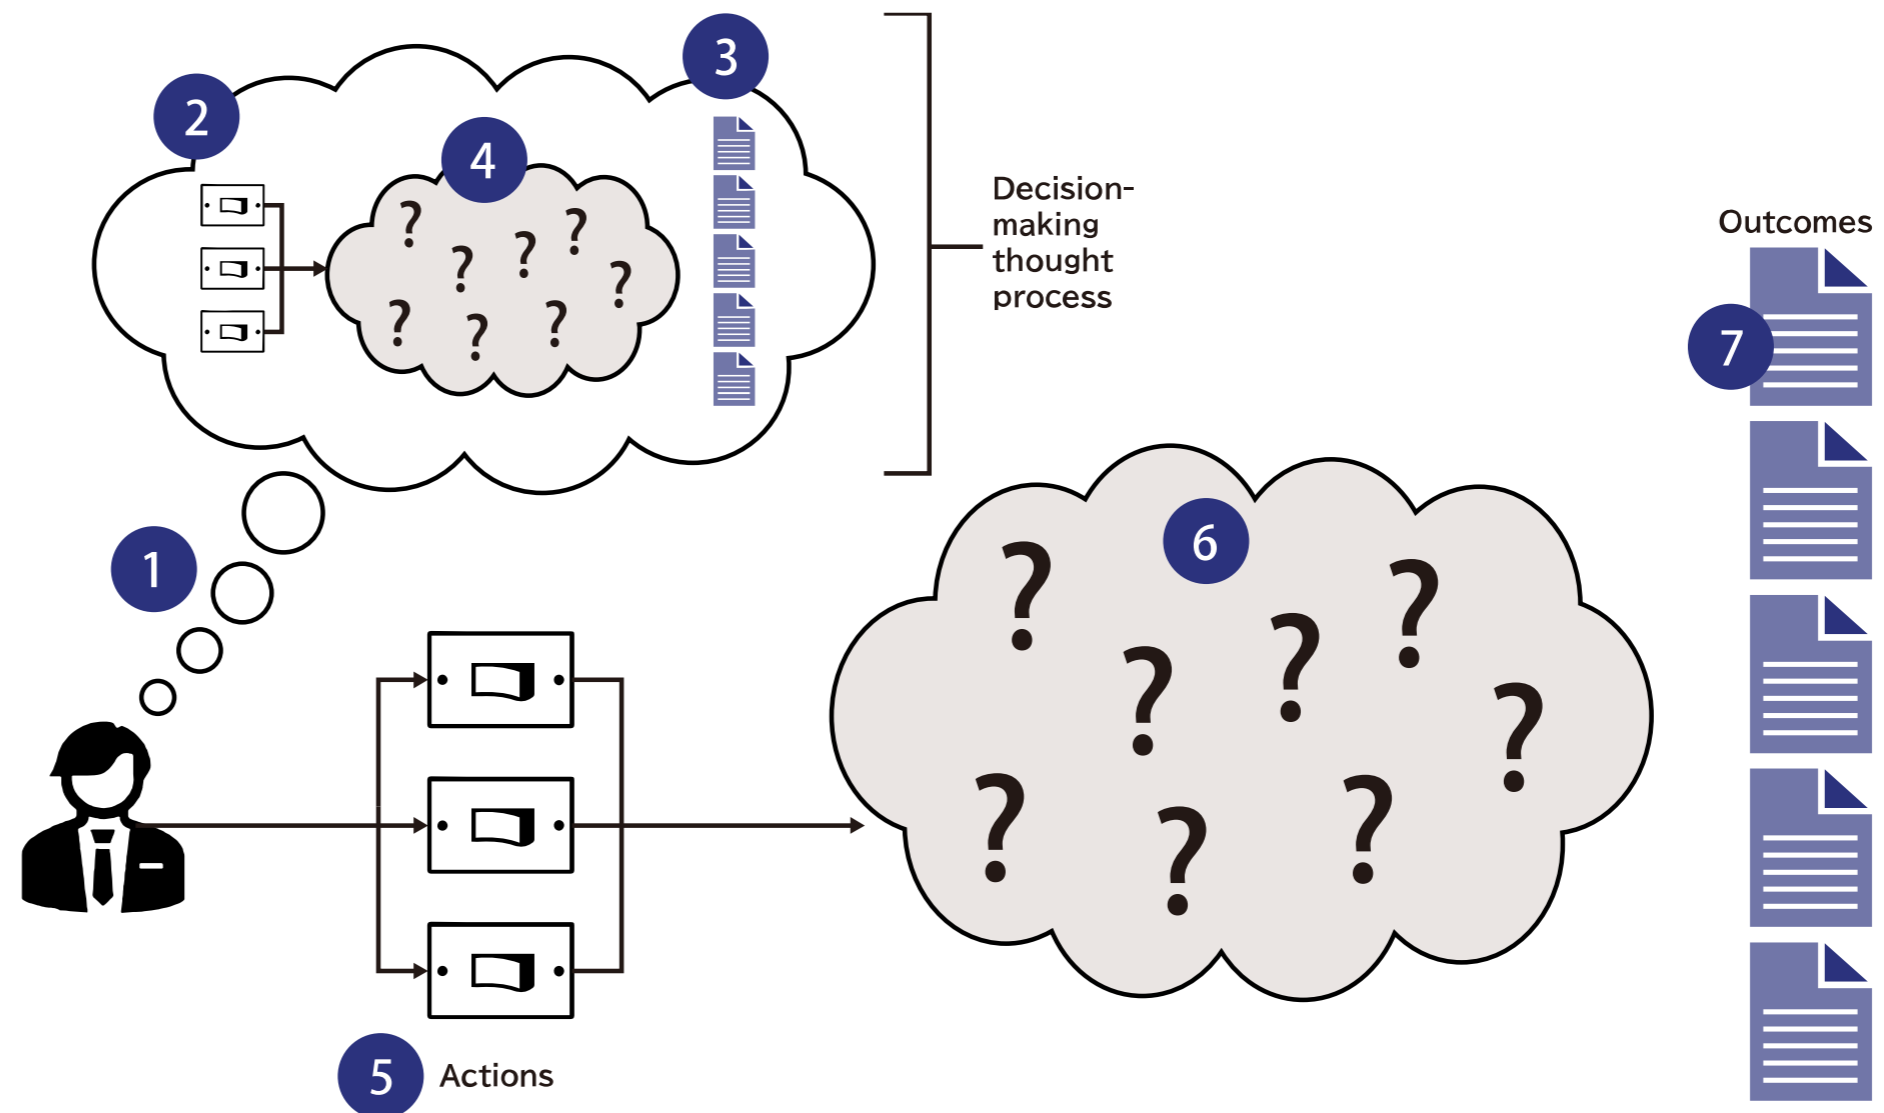 3
2
4
? ? ? ? ? ? ? ?
Decision-
making
thought
process
Outcomes
7
1
6
? ? ? ? ? ? ? ?
5 Actions